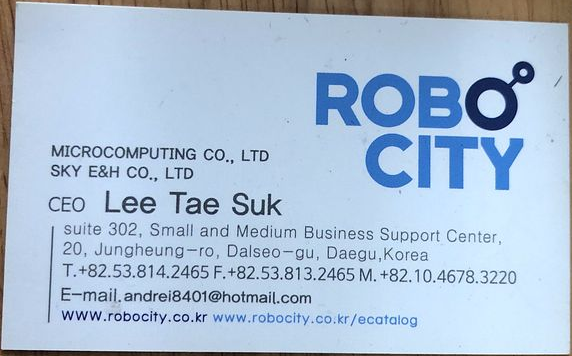 ROBO
CITY
MICROCOMPUTING CO., LTD
SKY E&H CO., LTD
CEO Lee Tae Suk
suite 302, Small and Medium Business Support Center,
20, Jungheung-ro, Dalseo-gu, Daegu,Korea
T.+82.53.814.2465 F.+82.53.813.2465 M.+82.10.4678.3220
E-mail.andrei8401@hotmail.com
www.robocity.co.kr www.robocity.co.kr/ecatalog